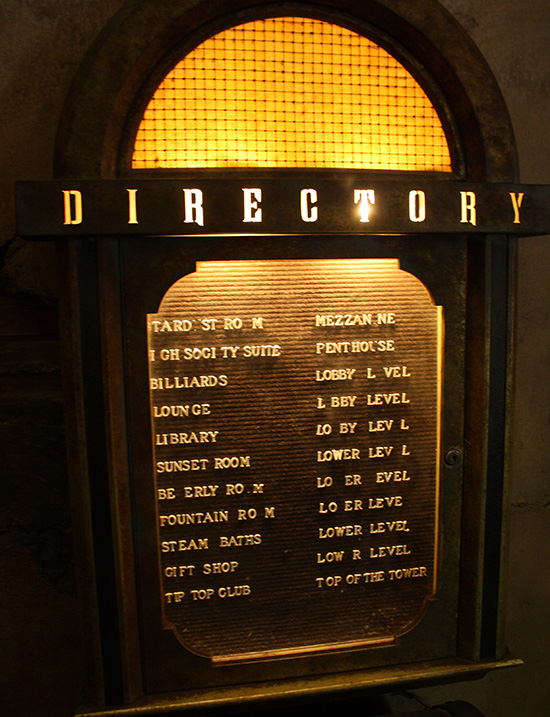 DIRECTORY
TARD ST RO M MEZZAN NE
IGH SOCI TY SUITE PENTHOUSE
BILLIARDS LOBBY L VEL
LOUNGE L BBY LEVEL
LIBRARY LO BY LEV L
SUNSET ROOM LOWER LEV L
BE ERLY RO M LO ER EVEL
FOUNTAIN RO M LO ER LEVE
STEAM BATHS LOWER LEVEL
GIFT SHOP LOW R LEVEL
TIP TOP CLUB TOP OF THE TOWER